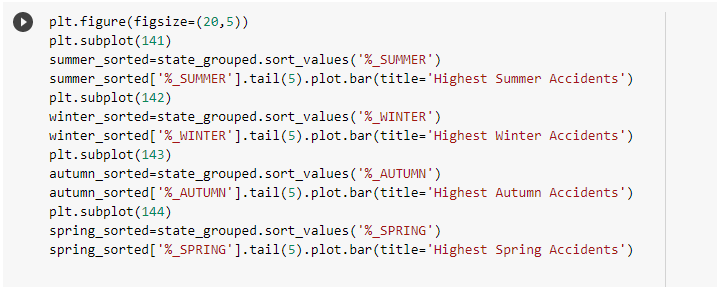 plt.figure(figsize=(20,5))
plt.subplot(141)
summer_sorted=state_grouped.sort_values('%_SUMMER')
summer_sorted['%_SUMMER'].tail(5).plot.bar(title='Highest Summer Accidents')
plt.subplot(142)
winter_sorted=state_grouped.sort_values('%_WINTER')
winter_sorted['%_WINTER'].tail(5).plot.bar(title='Highest Winter Accidents')
plt.subplot(143)
autumn_sorted=state_grouped.sort_values('%_AUTUMN')
autumn_sorted['%_AUTUMN'].tail(5).plot.bar(title='Highest Autumn Accidents')
plt.subplot(144)
spring_sorted=state_grouped.sort_values('%_SPRING')
spring_sorted['%_SPRING'].tail(5).plot.bar(title='Highest Spring Accidents')